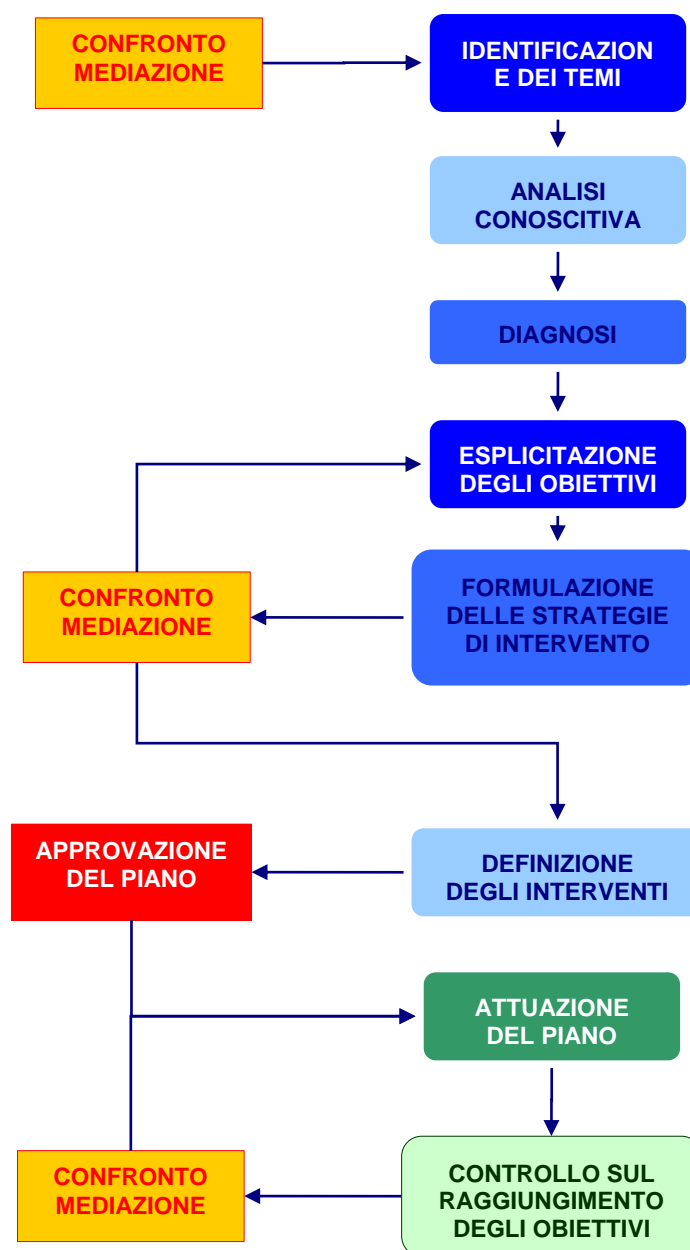 CONFRONTO
MEDIAZIONE
IDENTIFICAZION
E DEI TEMI
ANALISI
CONOSCITIVA
DIAGNOSI
ESPLICITAZIONE
DEGLI OBIETTIVI
CONFRONTO
MEDIAZIONE
FORMULAZIONE
DELLE STRATEGIE
DI INTERVENTO
APPROVAZIONE
DEL PIANO
DEFINIZIONE
DEGLI INTERVENTI
ATTUAZIONE
DEL PIANO
CONFRONTO
MEDIAZIONE
CONTROLLO SUL
RAGGIUNGIMENTO
DEGLI OBIETTIVI